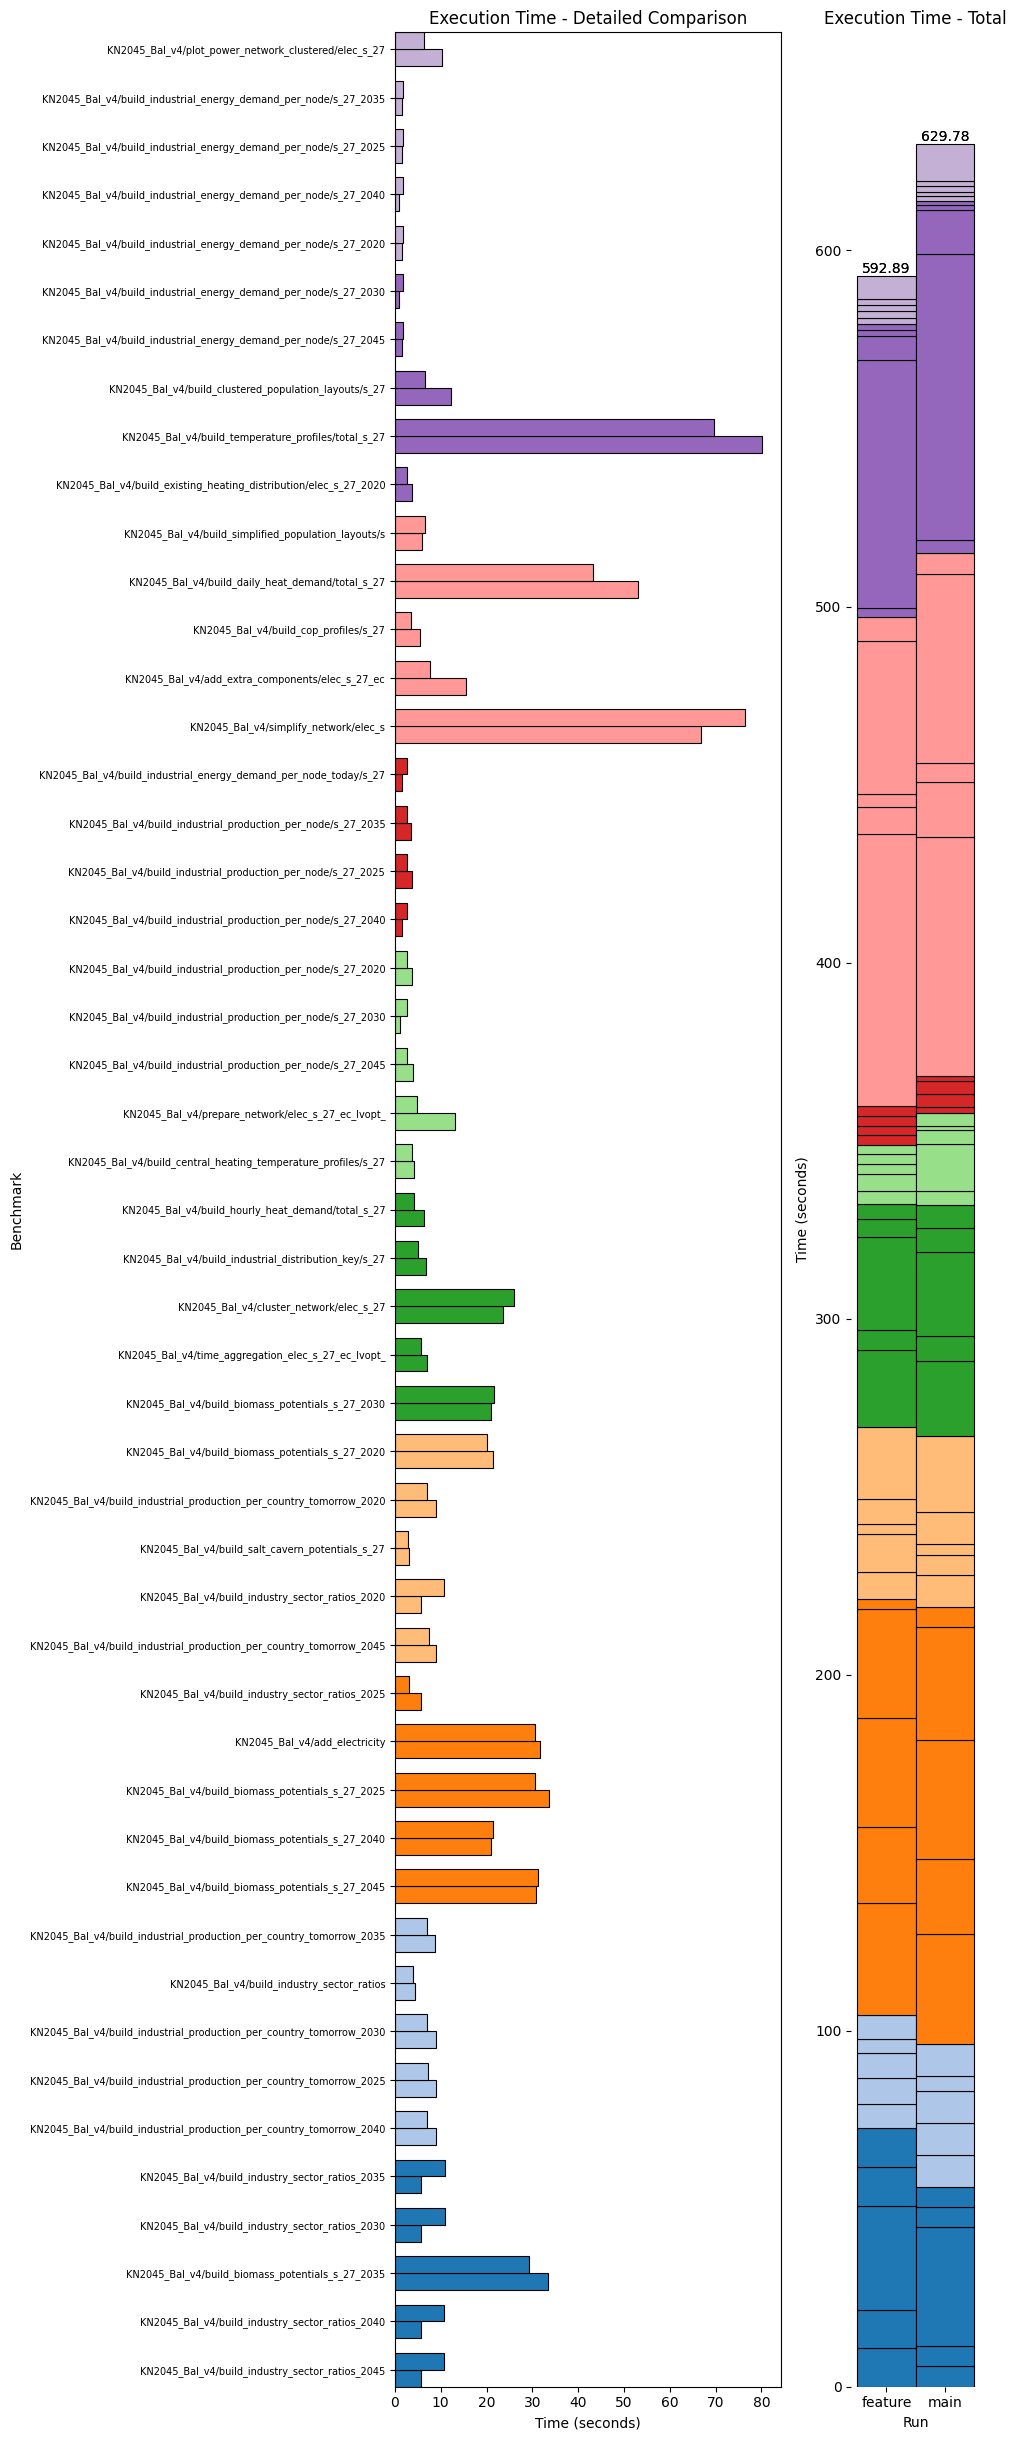 Execution Time - Detailed Comparison
Execution Time - Total
KN2045_Bal_v4/plot_power_network_clustered/elec_s_27
KN2045_Bal_v4/build_industrial_energy_demand_per_node/s_27_2035
KN2045_Bal_v4/build_industrial_energy_demand_per_node/s_27_2025
KN2045_Bal_v4/build_industrial_energy_demand_per_node/s_27_2040
KN2045_Bal_v4/build_industrial_energy_demand_per_node/s_27_2020
KN2045_Bal_v4/build_industrial_energy_demand_per_node/s_27_2030
KN2045_Bal_v4/build_industrial_energy_demand_per_node/s_27_2045
KN2045_Bal_v4/build_clustered_population_layouts/s_27
KN2045_Bal_v4/build_temperature_profiles/total_s_27
KN2045_Bal_v4/build_existing_heating_distribution/elec_s_27_2020
KN2045_Bal_v4/build_simplified_population_layouts/s
KN2045_Bal_v4/build_daily_heat_demand/total_s_27
KN2045_Bal_v4/build_cop_profiles/s_27
KN2045_Bal_v4/add_extra_components/elec_s_27_ec
KN2045_Bal_v4/simplify_network/elec_s
KN2045_Bal_v4/build_industrial_energy_demand_per_node_today/s_27
KN2045_Bal_v4/build_industrial_production_per_node/s_27_2035
KN2045_Bal_v4/build_industrial_production_per_node/s_27_2025
KN2045_Bal_v4/build_industrial_production_per_node/s_27_2040
KN2045_Bal_v4/build_industrial_production_per_node/s_27_2020
KN2045_Bal_v4/build_industrial_production_per_node/s_27_2030
KN2045_Bal_v4/build_industrial_production_per_node/s_27_2045
KN2045_Bal_v4/prepare_network/elec_s_27_ec_lvopt_
KN2045_Bal_v4/build_central_heating_temperature_profiles/s_27
KN2045_Bal_v4/build_hourly_heat_demand/total_s_27
KN2045_Bal_v4/build_industrial_distribution_key/s_27
KN2045_Bal_v4/cluster_network/elec_s_27
KN2045_Bal_v4/time_aggregation_elec_s_27_ec_lvopt_
KN2045_Bal_v4/build_biomass_potentials_s_27_2030
KN2045_Bal_v4/build_biomass_potentials_s_27_2020
KN2045_Bal_v4/build_industrial_production_per_country_tomorrow_2020
KN2045_Bal_v4/build_salt_cavern_potentials_s_27
KN2045_Bal_v4/build_industry_sector_ratios_2020
KN2045_Bal_v4/build_industrial_production_per_country_tomorrow_2045
KN2045_Bal_v4/build_industry_sector_ratios_2025
KN2045_Bal_v4/add_electricity
KN2045_Bal_v4/build_biomass_potentials_s_27_2025
KN2045_Bal_v4/build_biomass_potentials_s_27_2040
KN2045_Bal_v4/build_biomass_potentials_s_27_2045
KN2045_Bal_v4/build_industrial_production_per_country_tomorrow_2035
KN2045_Bal_v4/build_industry_sector_ratios
KN2045_Bal_v4/build_industrial_production_per_country_tomorrow_2030
KN2045_Bal_v4/build_industrial_production_per_country_tomorrow_2025
KN2045_Bal_v4/build_industrial_production_per_country_tomorrow_2040
KN2045_Bal_v4/build_industry_sector_ratios_2035
KN2045_Bal_v4/build_industry_sector_ratios_2030
KN2045_Bal_v4/build_biomass_potentials_s_27_2035
KN2045_Bal_v4/build_industry_sector_ratios_2040
KN2045_Bal_v4/build_industry_sector_ratios_2045
Benchmark
0 10 20 30 40 50 60 70 80
Time (seconds)
629.78
592.89
600
500
400
300
200
100
0
Time (seconds)
feature main
Run